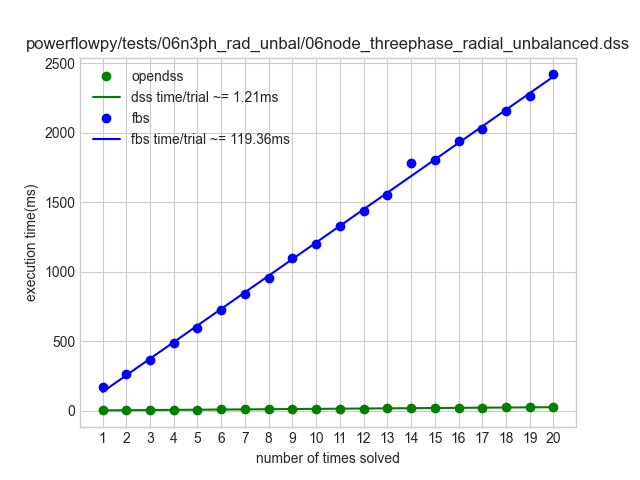 powerflowpy/tests/06n3ph_rad_unbal/06node_threephase_radial_unbalanced.dss
opendss
dss time/trial ~= 1.21ms
fbs
fbs time/trial ~= 119.36ms
execution time(ms)
2500
2000
1500
1000
500
0
1 2 3 4 5 6 7 8 9 10 11 12 13 14 15 16 17 18 19 20
number of times solved